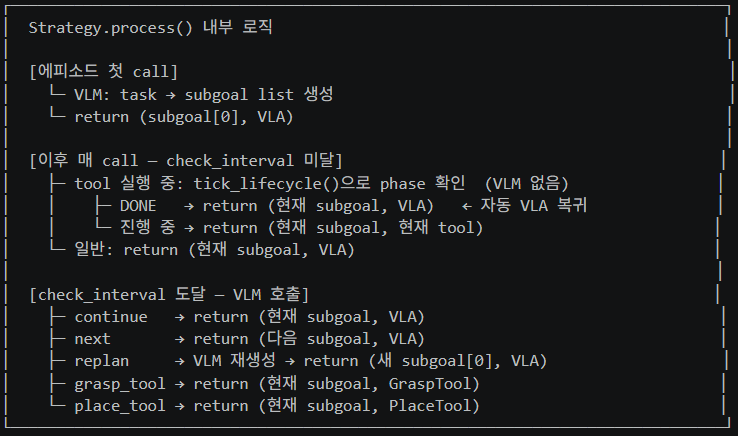 Strategy.process() 내부 로직
[에피소드 첫 call]
└─ VLM: task → subgoal list 생성
└─ return (subgoal[0], VLA)
[이후 매 call — check_interval 미달]
├─ tool 실행 중: tick_lifecycle()으로 phase 확인  (VLM 없음)
│   ├─ DONE   → return (현재 subgoal, VLA)   ← 자동 VLA 복귀
│   └─ 진행 중 → return (현재 subgoal, 현재 tool)
└─ 일반: return (현재 subgoal, VLA)
[check_interval 도달 — VLM 호출]
├─ continue   → return (현재 subgoal, VLA)
├─ next       → return (다음 subgoal, VLA)
├─ replan     → VLM 재생성 → return (새 subgoal[0], VLA)
├─ grasp_tool → return (현재 subgoal, GraspTool)
└─ place_tool → return (현재 subgoal, PlaceTool)